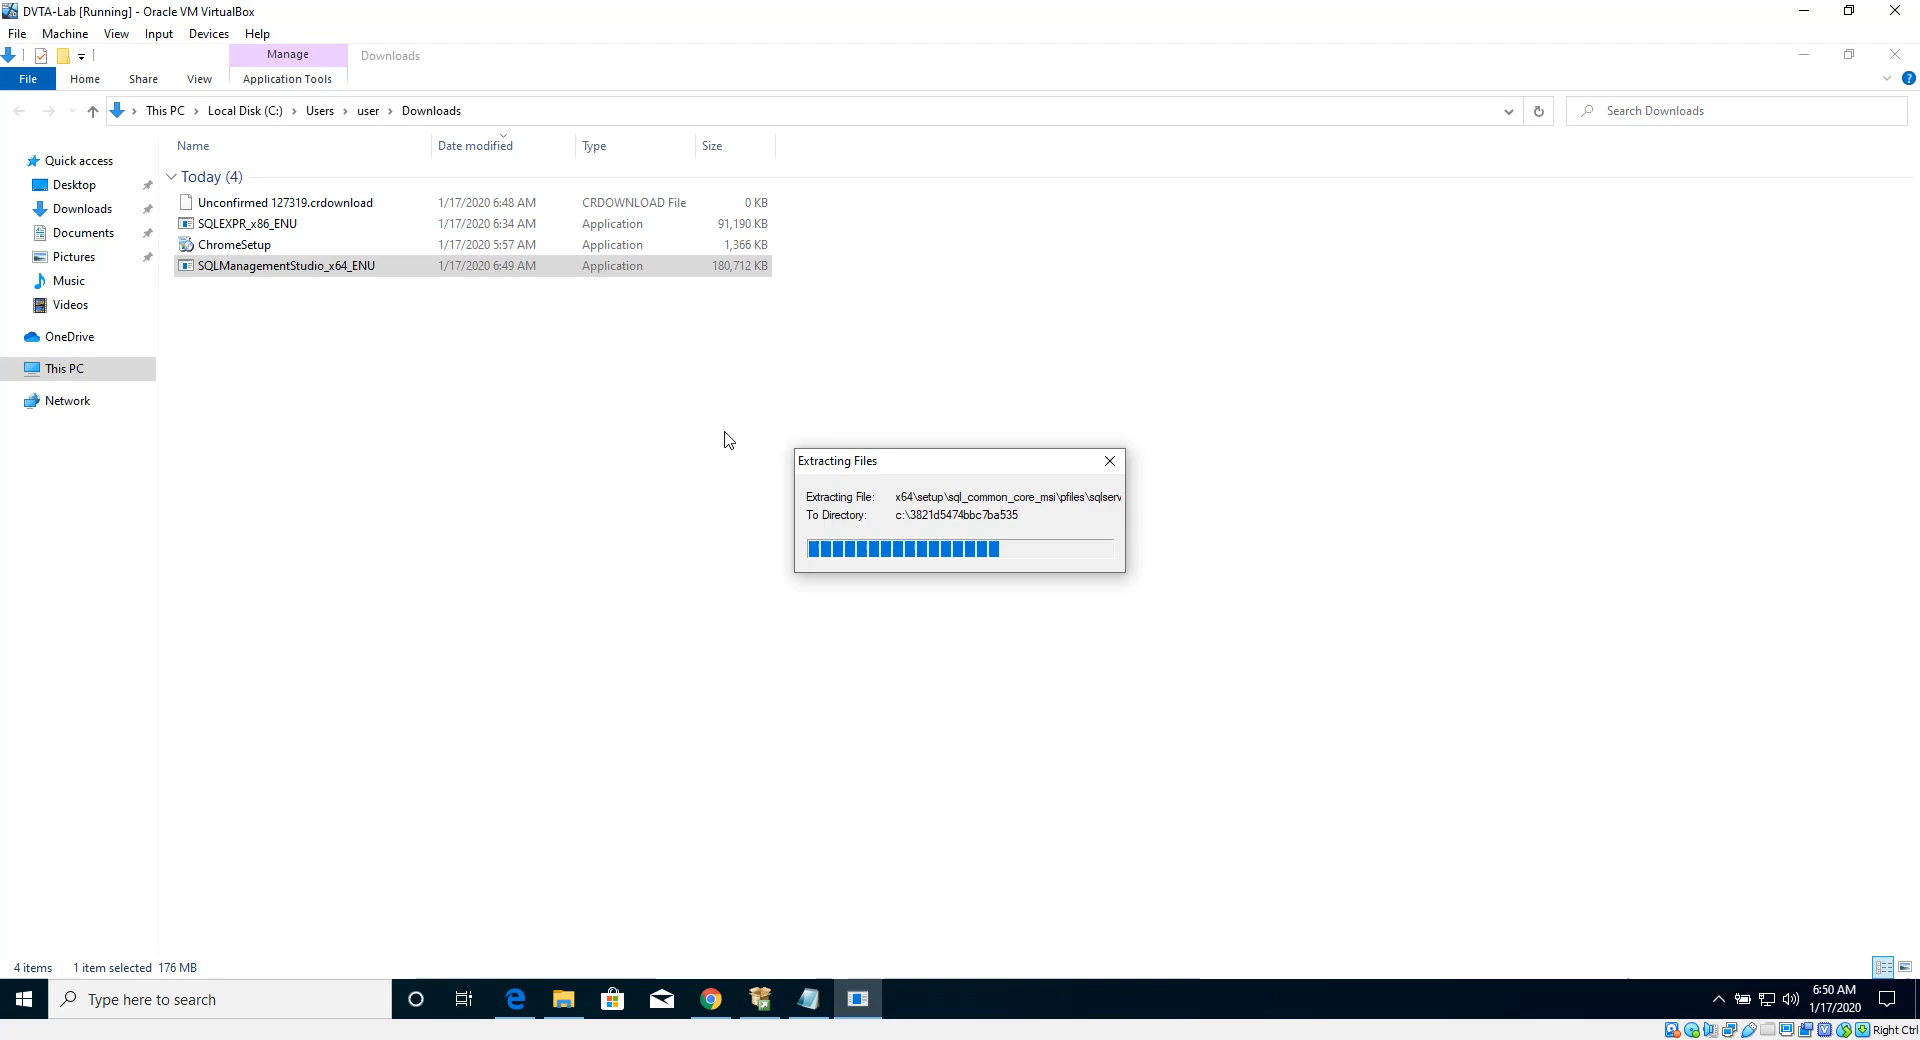 DVTA-Lab [Running] - Oracle VM VirtualBox
File Machine View Input Devices Help
Manage Downloads
File Home Share View Application Tools
This PC Local Disk (C:) Users user Downloads
Search Downloads
Name Date modified Type Size
Quick access
Desktop
Downloads
Documents
Pictures
Music
Videos
OneDrive
This PC
Network
Today (4)
Unconfirmed 127319.crdownload 1/17/2020 6:48 AM CRDOWNLOAD File 0 KB
SQLEXPR_x86_ENU 1/17/2020 6:34 AM Application 91,190 KB
ChromeSetup 1/17/2020 5:57 AM Application 1,366 KB
SQLManagementStudio_x64_ENU 1/17/2020 6:49 AM Application 180,712 KB
Extracting Files
Extracting File: x64\setup\sql_common_core_msi\pfiles\sqlserv
To Directory: c:\3821d5474bbc7ba535
4 items 1 item selected 176 MB
Type here to search
6:50 AM
1/17/2020
Right Ctrl